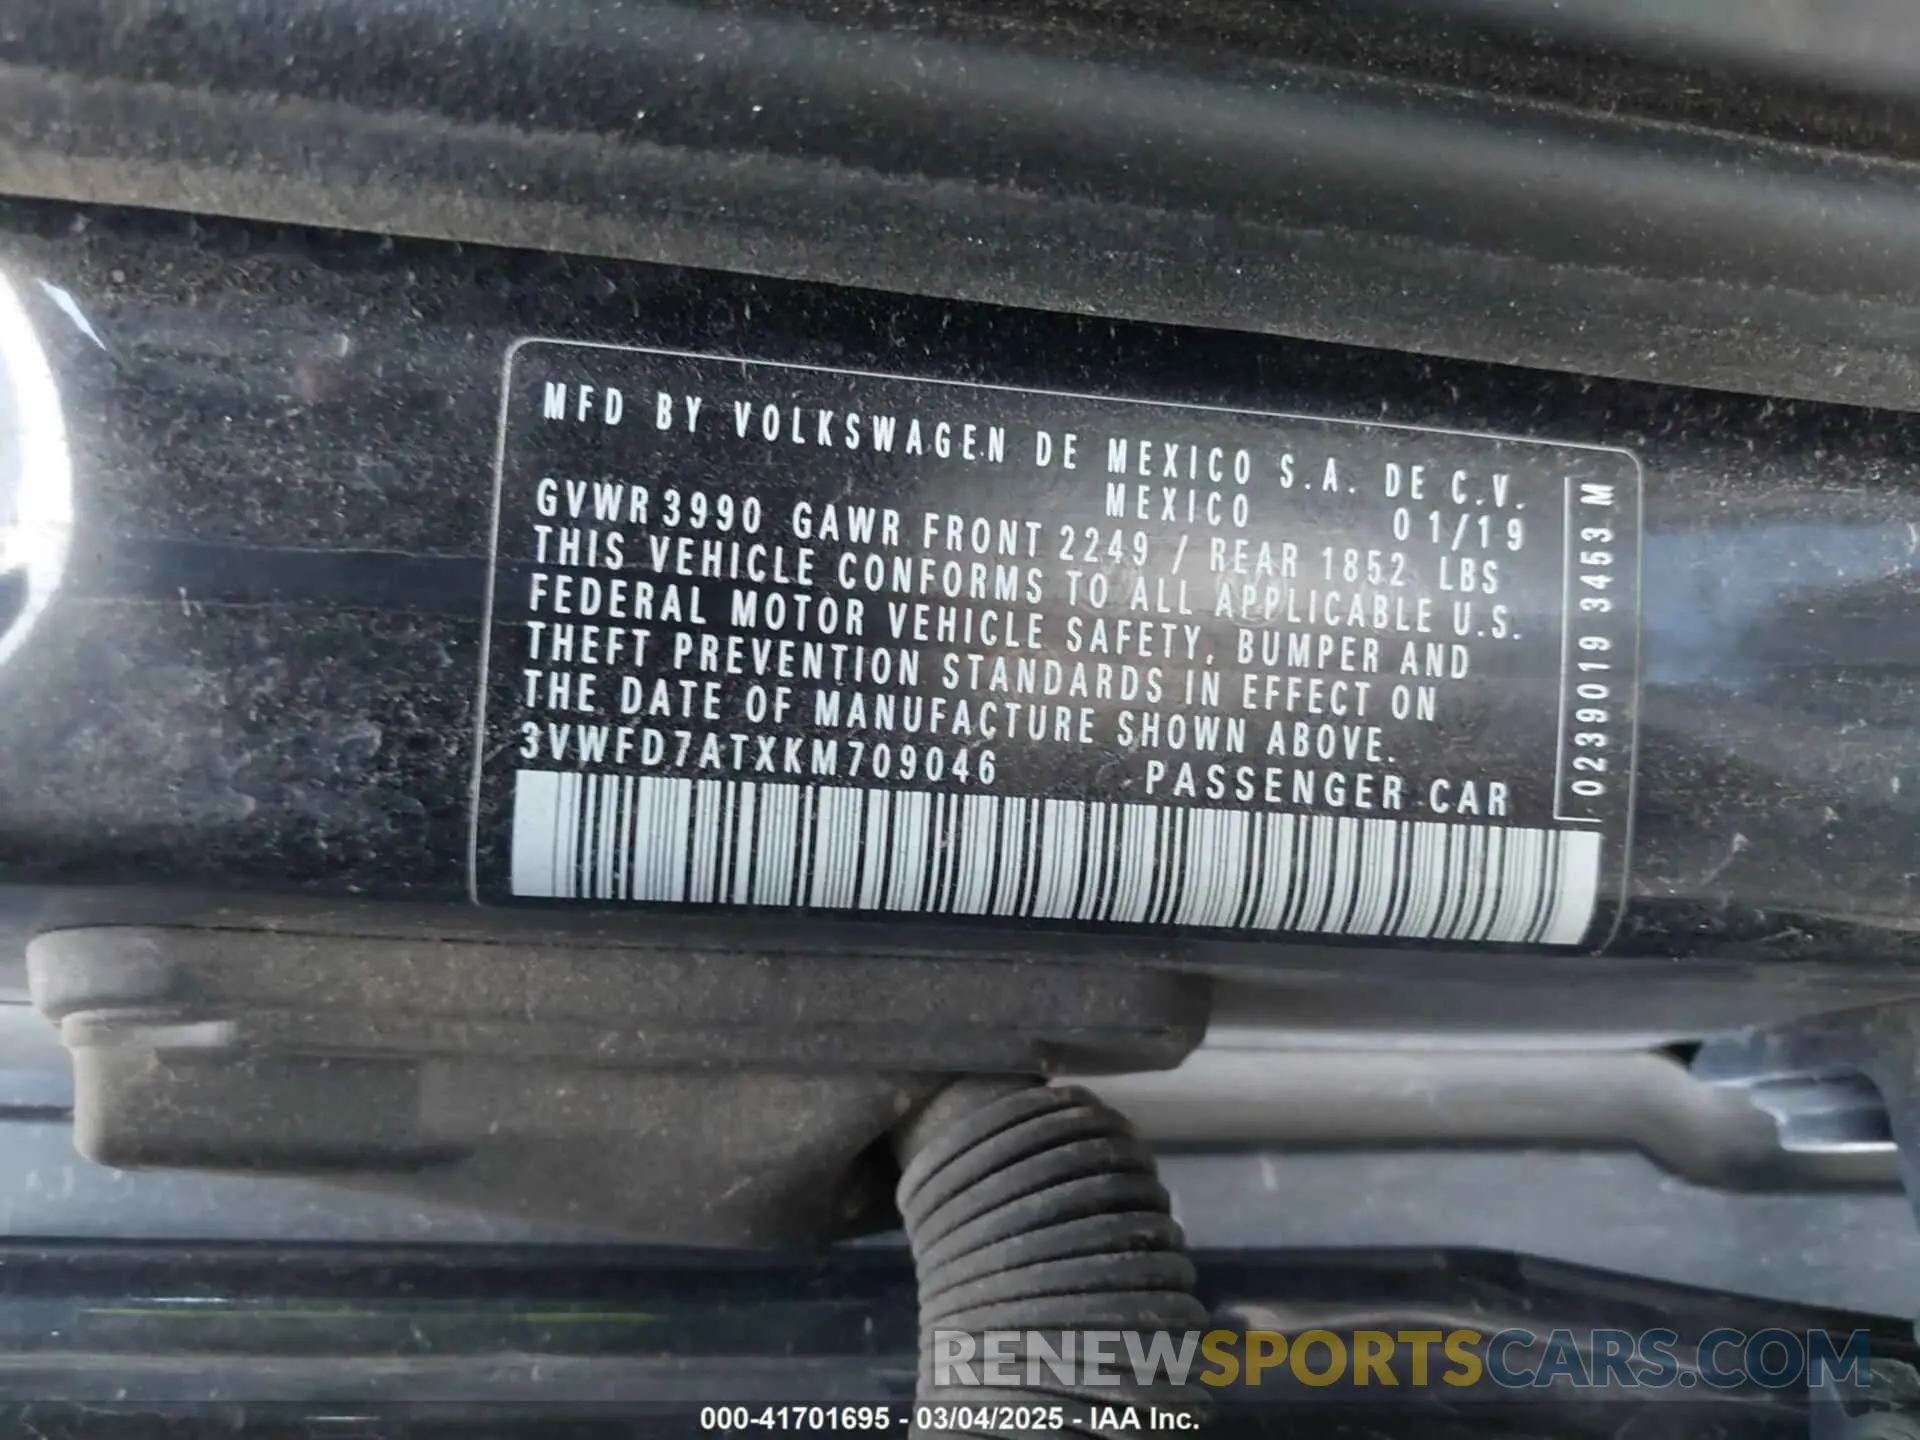 MFD BY VOLKSWAGEN DE MEXICO S.A. DE C.V.
MEXICO 01/19
GVWR 3990 GAWR FRONT 2249 / REAR 1852 LBS
THIS VEHICLE CONFORMS TO ALL APPLICABLE U.S.
FEDERAL MOTOR VEHICLE SAFETY, BUMPER AND
THEFT PREVENTION STANDARDS IN EFFECT ON
THE DATE OF MANUFACTURE SHOWN ABOVE.
3VWFD7ATXKM709046 PASSENGER CAR
0239019 3453 M
RENEWSPORTSCARS.COM
000-41701695 - 03/04/2025 - IAA Inc.